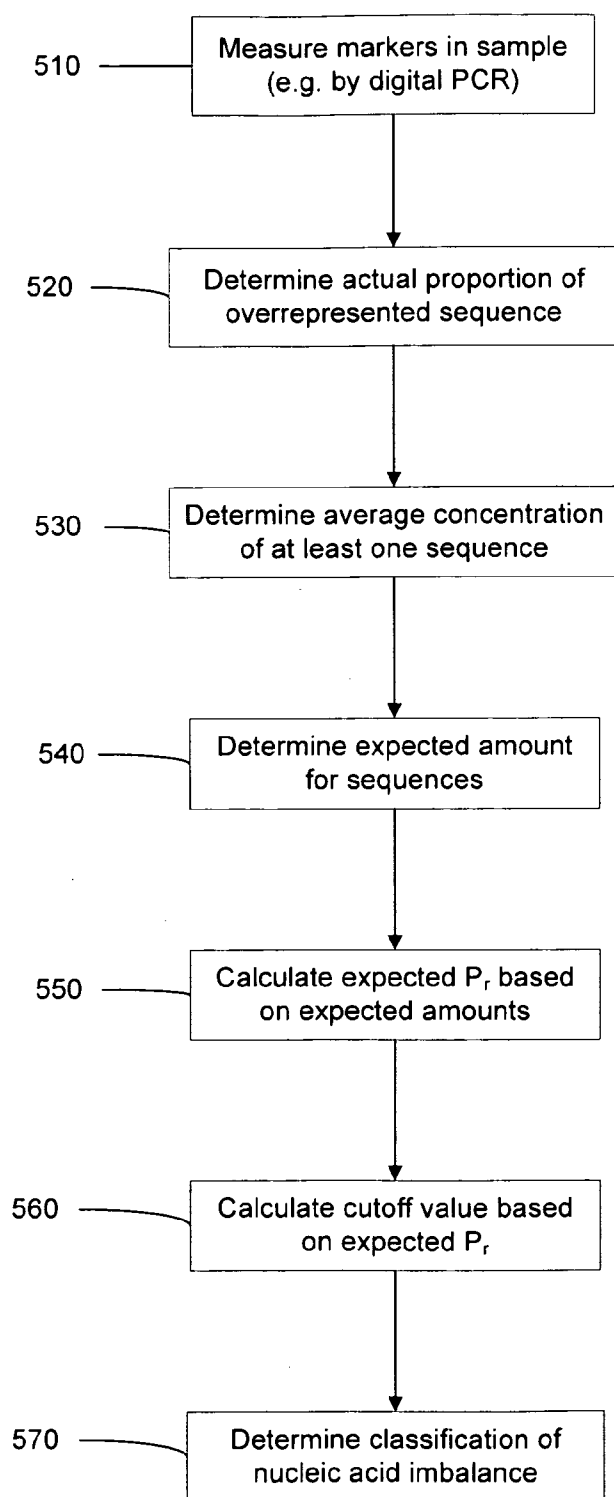 510
Measure markers in sample
(e.g. by digital PCR)
520
Determine actual proportion of
overrepresented sequence
530
Determine average concentration
of at least one sequence
540
Determine expected amount
for sequences
550
Calculate expected Pr based
on expected amounts
560
Calculate cutoff value based
on expected Pr
570
Determine classification of
nucleic acid imbalance